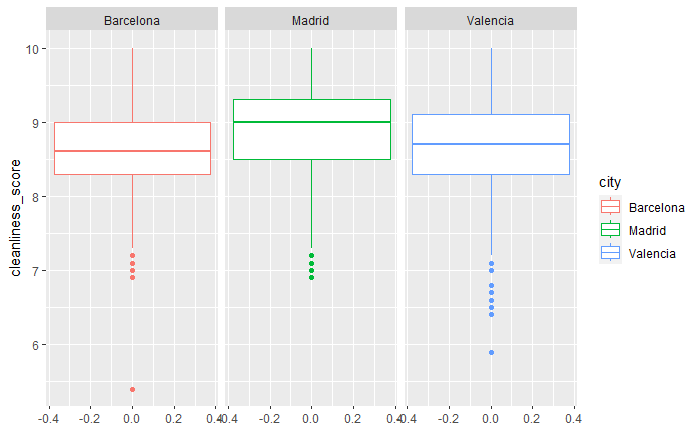 Barcelona Madrid Valencia
10
9
8
7
6
cleanliness_score
-0.4 -0.2 0.0 0.2 0.4 -0.4 -0.2 0.0 0.2 0.4 -0.4 -0.2 0.0 0.2 0.4
city
Barcelona
Madrid
Valencia